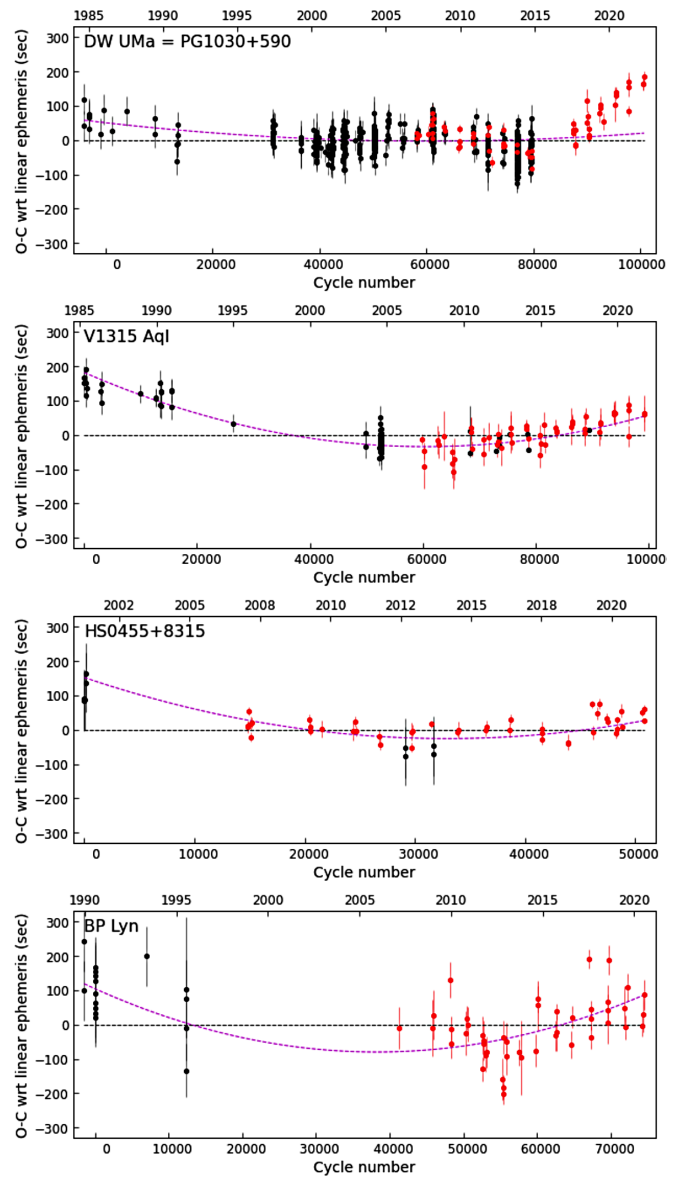 1985 1990 1995 2000 2005 2010 2015 2020
DW UMa = PG1030+590
O-C wrt linear ephemeris (sec)
300
200
100
0
−100
−200
−300
0 20000 40000 60000 80000 100000
Cycle number
1985 1990 1995 2000 2005 2010 2015 2020
V1315 Aql
O-C wrt linear ephemeris (sec)
300
200
100
0
−100
−200
−300
0 20000 40000 60000 80000 100000
Cycle number
2002 2005 2008 2010 2012 2015 2018 2020
HS0455+8315
O-C wrt linear ephemeris (sec)
300
200
100
0
−100
−200
−300
0 10000 20000 30000 40000 50000
Cycle number
1990 1995 2000 2005 2010 2015 2020
BP Lyn
O-C wrt linear ephemeris (sec)
300
200
100
0
−100
−200
−300
0 10000 20000 30000 40000 50000 60000 70000
Cycle number